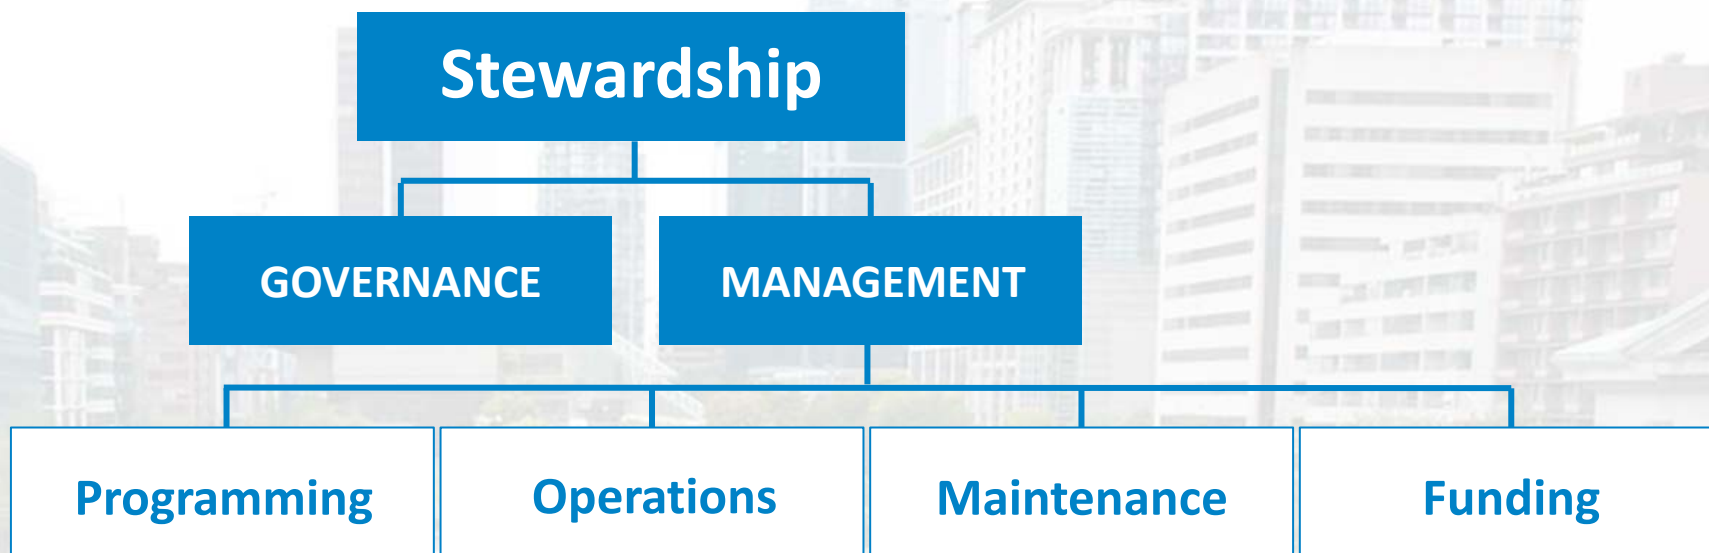 Stewardship
GOVERNANCE
MANAGEMENT
Programming
Operations
Maintenance
Funding